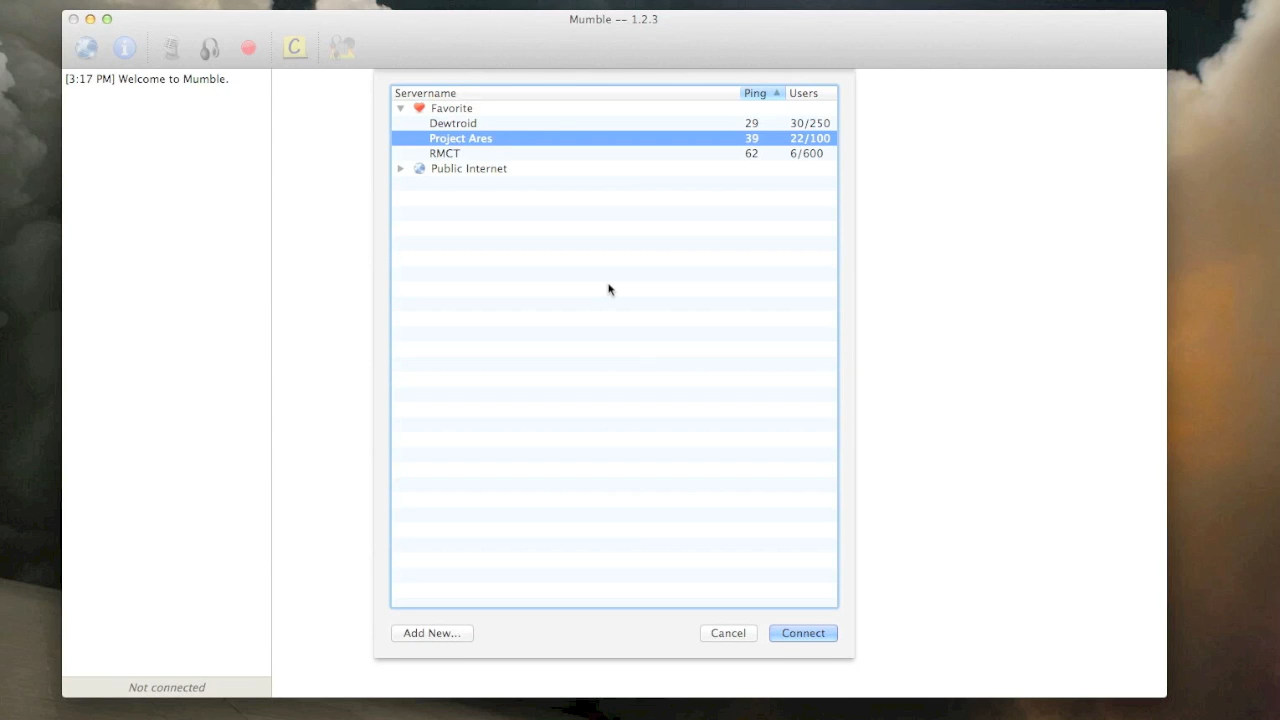 Mumble -- 1.2.3
C
[3:17 PM] Welcome to Mumble.
Servername Ping Users
Favorite
Dewtroid 29 30/250
Project Ares 39 22/100
RMCT 62 6/600
Public Internet
Add New... Cancel Connect
Not connected